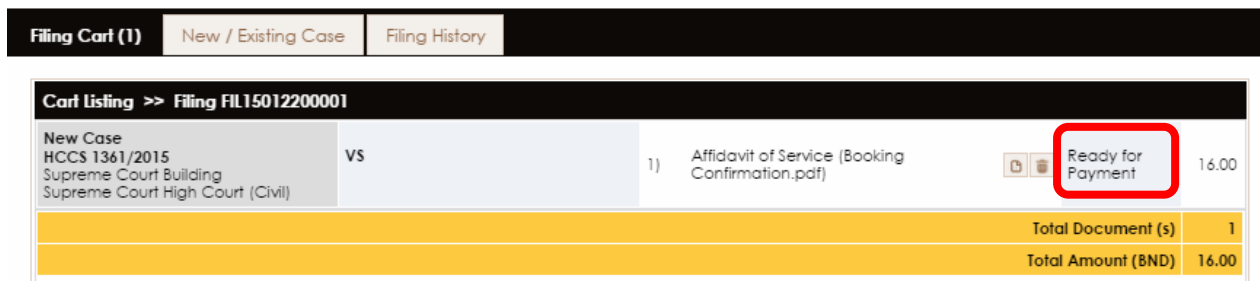 Filing Cart (1) New / Existing Case Filing History
Cart Listing >> Filing FIL15012200001
New Case
HCCS 1361/2015
Supreme Court Building
Supreme Court High Court (Civil)
VS
1) Affidavit of Service (Booking
Confirmation.pdf)
Ready for
Payment
16.00
Total Document (s) 1
Total Amount (BND) 16.00